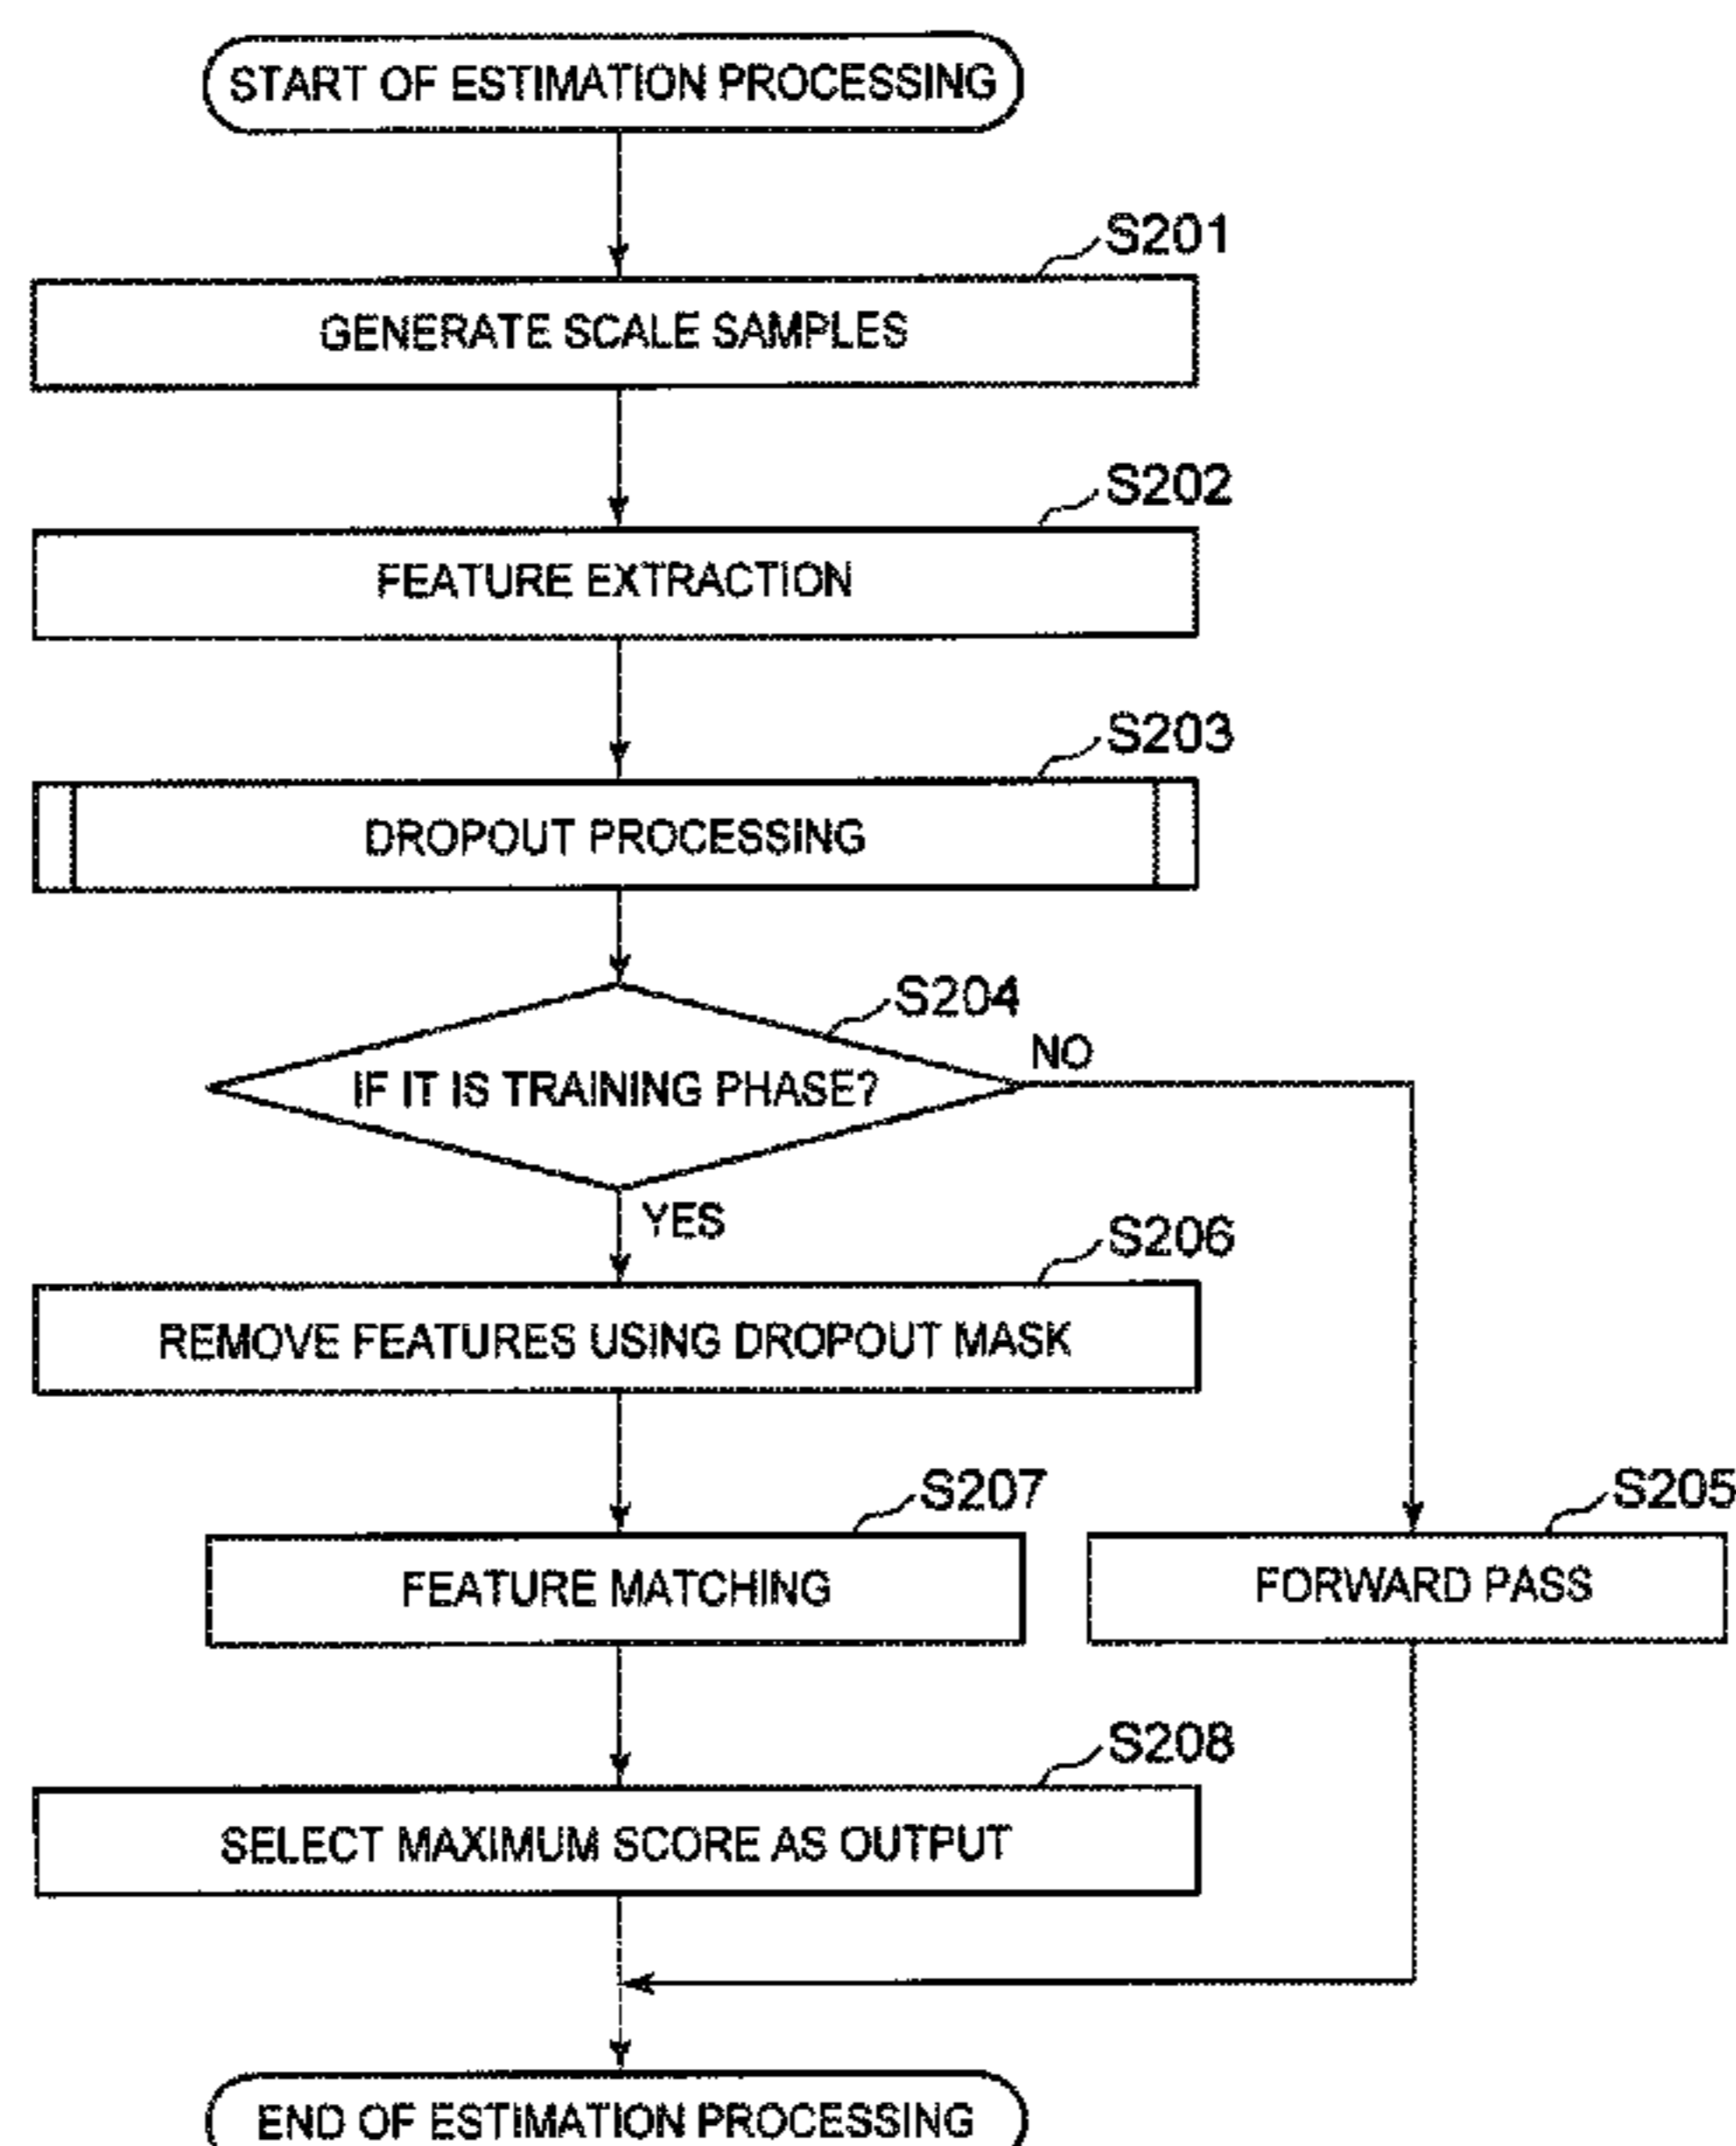 START OF ESTIMATION PROCESSING
S201
GENERATE SCALE SAMPLES
S202
FEATURE EXTRACTION
S203
DROPOUT PROCESSING
S204
IF IT IS TRAINING PHASE?
NO
YES
S206
REMOVE FEATURES USING DROPOUT MASK
S207
FEATURE MATCHING
S205
FORWARD PASS
S208
SELECT MAXIMUM SCORE AS OUTPUT
END OF ESTIMATION PROCESSING